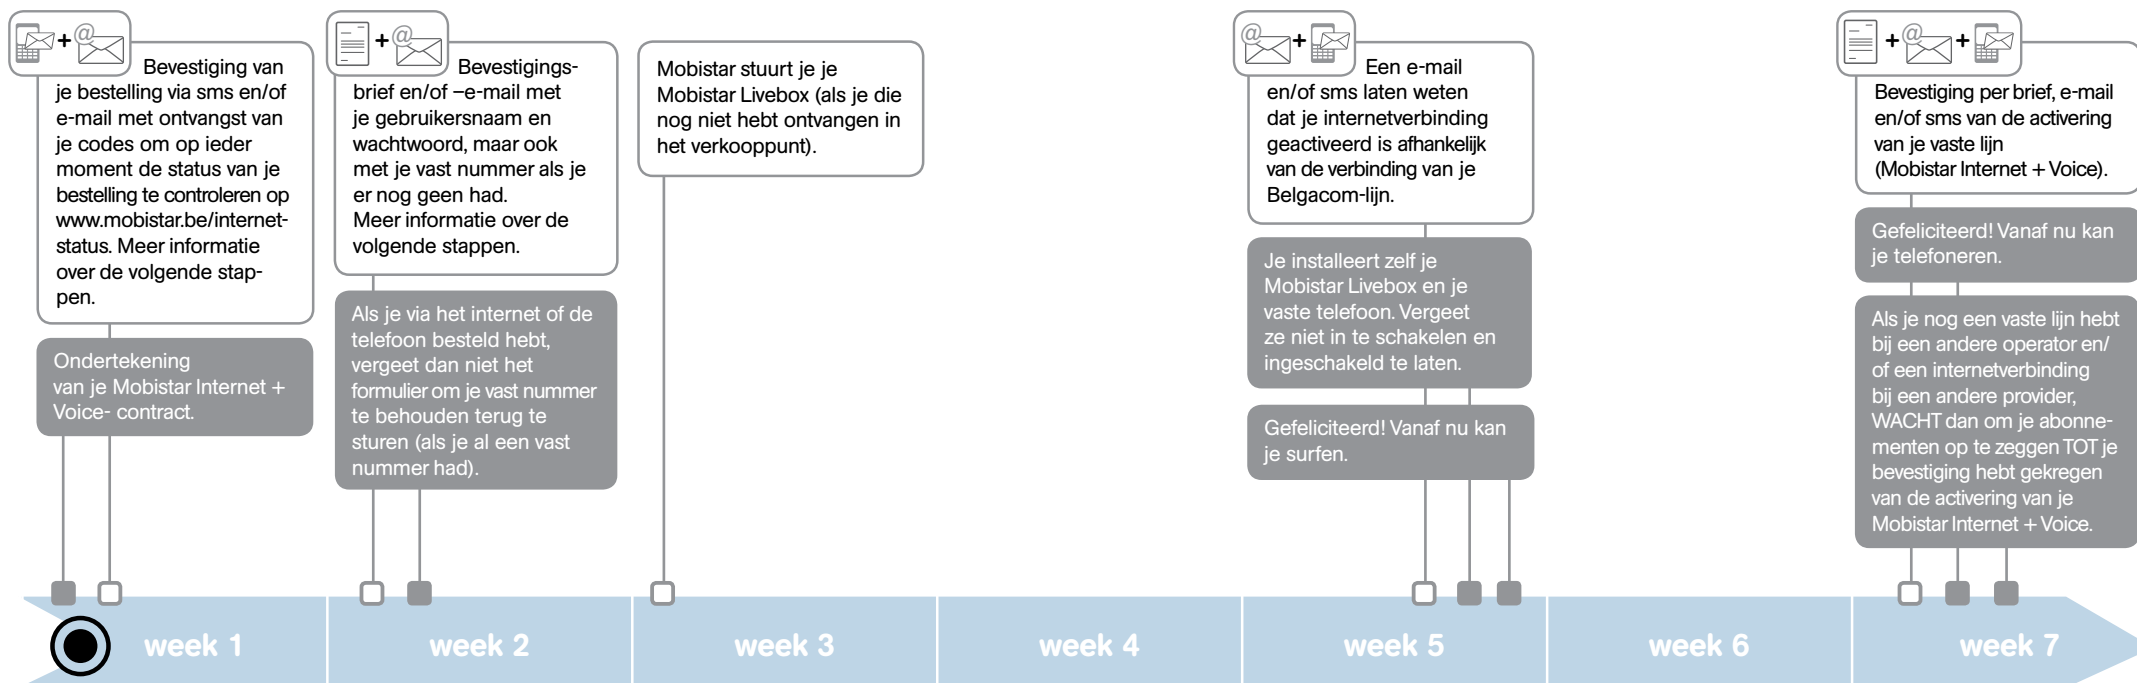 Bevestiging van
je bestelling via sms en/of
e-mail met ontvangst van
je codes om op ieder
moment de status van je
bestelling te controleren op
www.mobistar.be/internet-
status. Meer informatie
over de volgende stap-
pen.
Ondertekening
van je Mobistar Internet +
Voice- contract.
Bevestigings-
brief en/of –e-mail met
je gebruikersnaam en
wachtwoord, maar ook
met je vast nummer als je
er nog geen had.
Meer informatie over de
volgende stappen.
Als je via het internet of de
telefoon besteld hebt,
vergeet dan niet het
formulier om je vast nummer
te behouden terug te
sturen (als je al een vast
nummer had).
Mobistar stuurt je je
Mobistar Livebox (als je die
nog niet hebt ontvangen in
het verkooppunt).
Een e-mail
en/of sms laten weten
dat je internetverbinding
geactiveerd is afhankelijk
van de verbinding van je
Belgacom-lijn.
Je installeert zelf je
Mobistar Livebox en je
vaste telefoon. Vergeet
ze niet in te schakelen en
ingeschakeld te laten.
Gefeliciteerd! Vanaf nu kan
je surfen.
Bevestiging per brief, e-mail
en/of sms van de activering
van je vaste lijn
(Mobistar Internet + Voice).
Gefeliciteerd! Vanaf nu kan
je telefoneren.
Als je nog een vaste lijn hebt
bij een andere operator en/
of een internetverbinding
bij een andere provider,
WACHT dan om je abonne-
menten op te zeggen TOT je
bevestiging hebt gekregen
van de activering van je
Mobistar Internet + Voice.
week 1
week 2
week 3
week 4
week 5
week 6
week 7